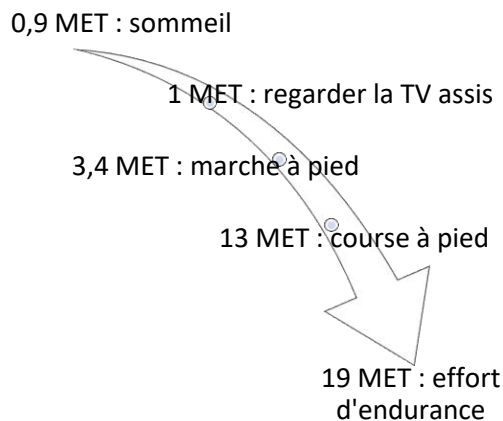 0,9 MET : sommeil
1 MET : regarder la TV assis
3,4 MET : marche à pied
13 MET : course à pied
19 MET : effort
d'endurance